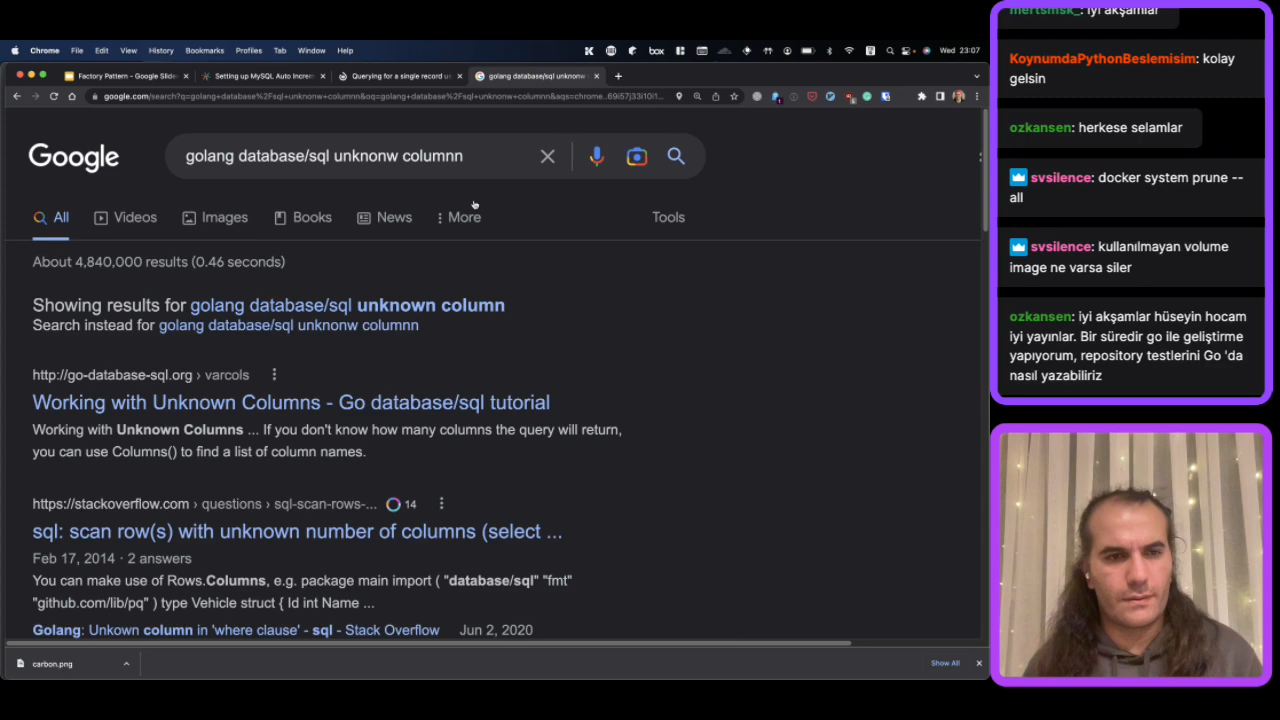 Chrome File Edit View History Bookmarks Profiles Tab Window Help
box
Wed 23:07
Factory Pattern - Google Slide
Setting up MySQL Auto Increm
Querying for a single record u
golang database/sql unknonw
google.com/search?q=golang+database%2Fsql+unknonw+columnn&oq=golang+database%2Fsql+unknonw+columnn&aqs=chrome..69i57j33i10i1...
Google
golang database/sql unknonw columnn
All
Videos
Images
Books
News
More
Tools
About 4,840,000 results (0.46 seconds)
Showing results for golang database/sql unknown column
Search instead for golang database/sql unknonw columnn
http://go-database-sql.org › varcols
Working with Unknown Columns - Go database/sql tutorial
Working with Unknown Columns ... If you don't know how many columns the query will return,
you can use Columns() to find a list of column names.
https://stackoverflow.com › questions › sql-scan-rows-...
14
sql: scan row(s) with unknown number of columns (select ...
Feb 17, 2014 · 2 answers
You can make use of Rows.Columns, e.g. package main import ( "database/sql" "fmt"
"github.com/lib/pq" ) type Vehicle struct { Id int Name ...
Golang: Unkown column in 'where clause' - sql - Stack Overflow
Jun 2, 2020
carbon.png
Show All
mertsmsk_: iyi akşamlar
KoynumdaPythonBeslemisim: kolay
gelsin
ozkansen: herkese selamlar
svsilence: docker system prune --
all
svsilence: kullanılmayan volume
image ne varsa siler
ozkansen: iyi akşamlar hüseyin hocam
iyi yayınlar. Bir süredir go ile geliştirme
yapıyorum, repository testlerini Go 'da
nasıl yazabiliriz